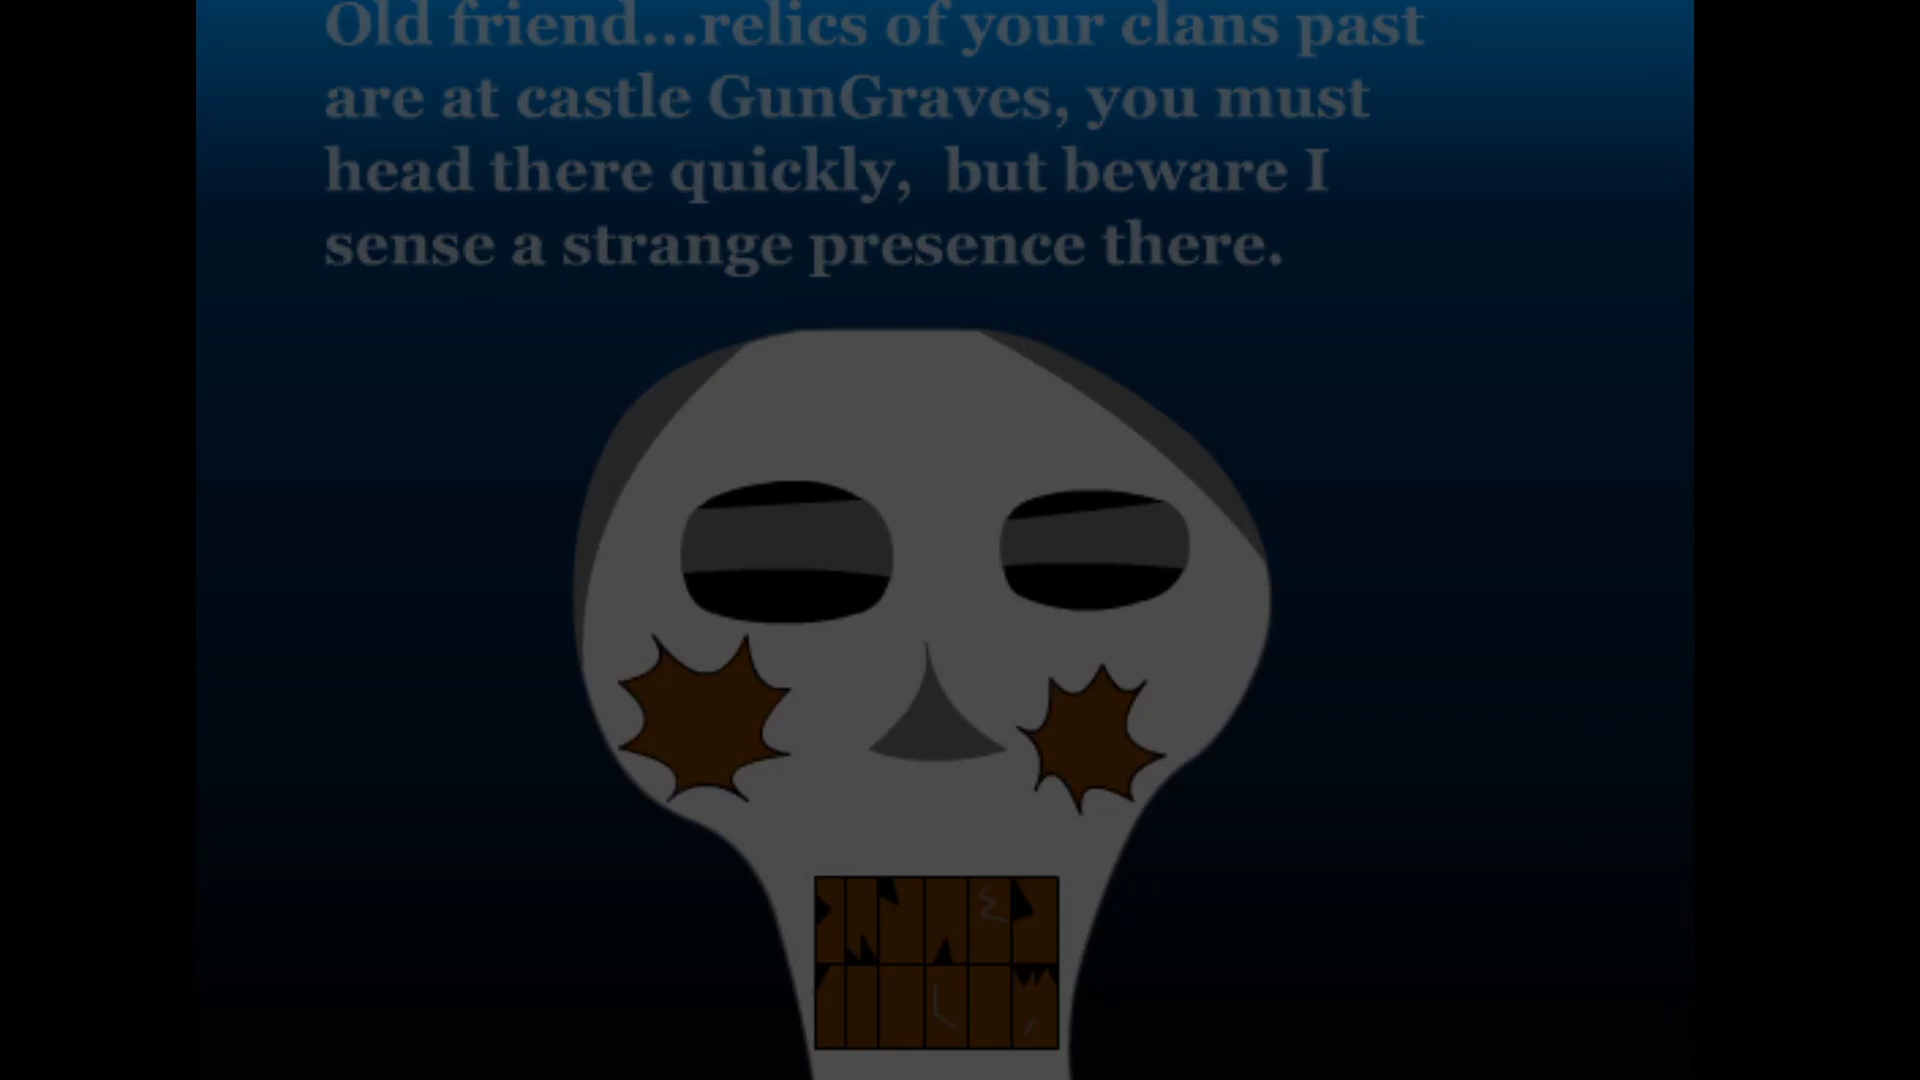 Old friend...relics of your clans past
are at castle GunGraves, you must
head there quickly,  but beware I
sense a strange presence there.